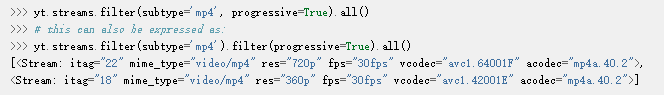 >>> yt.streams.filter(subtype='mp4', progressive=True).all()
>>> # this can also be expressed as:
>>> yt.streams.filter(subtype='mp4').filter(progressive=True).all()
[<Stream: itag="22" mime_type="video/mp4" res="720p" fps="30fps" vcodec="avc1.64001F" acodec="mp4a.40.2">,
<Stream: itag="18" mime_type="video/mp4" res="360p" fps="30fps" vcodec="avc1.42001E" acodec="mp4a.40.2">]